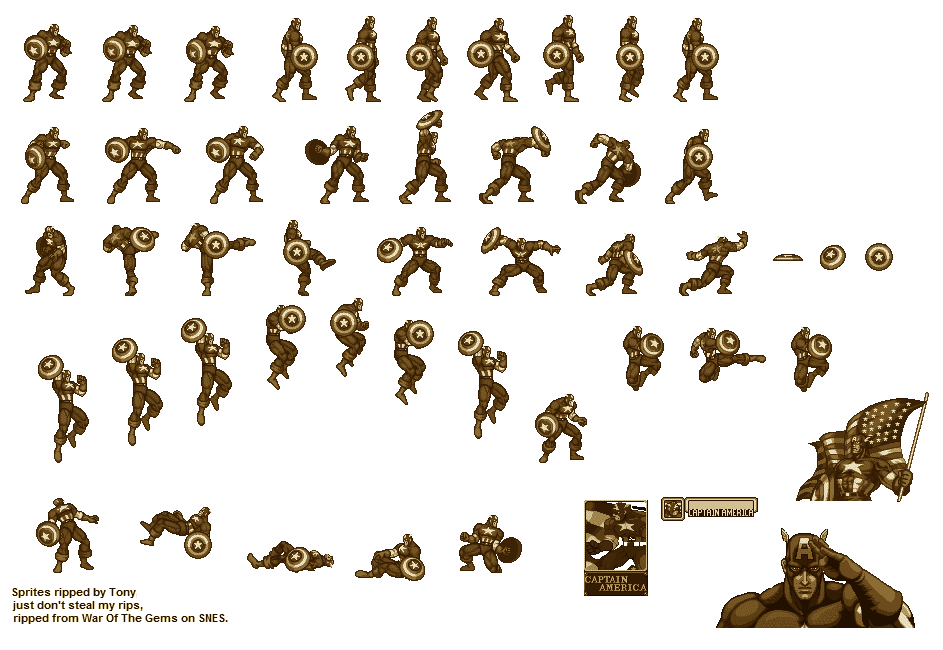 CAPTAIN AMERICA
CAPTAIN
AMERICA
A
Sprites ripped by Tony
just don't steal my rips,
ripped from War Of The Gems on SNES.